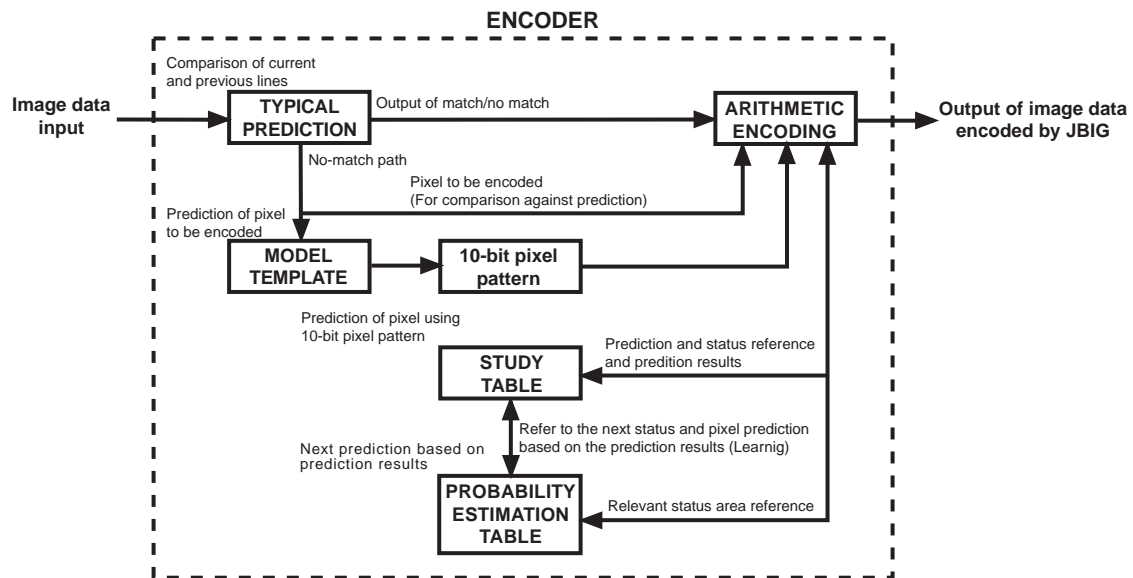 ENCODER
Comparison of current
and previous lines
Image data
input
TYPICAL
PREDICTION
Output of match/no match
ARITHMETIC
ENCODING
Output of image data
encoded by JBIG
No-match path
Pixel to be encoded
(For comparison against prediction)
Prediction of pixel
to be encoded
MODEL
TEMPLATE
10-bit pixel
pattern
Prediction of pixel using
10-bit pixel pattern
Prediction and status reference
and predition results
STUDY
TABLE
Refer to the next status and pixel prediction
based on the prediction results (Learnig)
Next prediction based on
prediction results
PROBABILITY
ESTIMATION
TABLE
Relevant status area reference